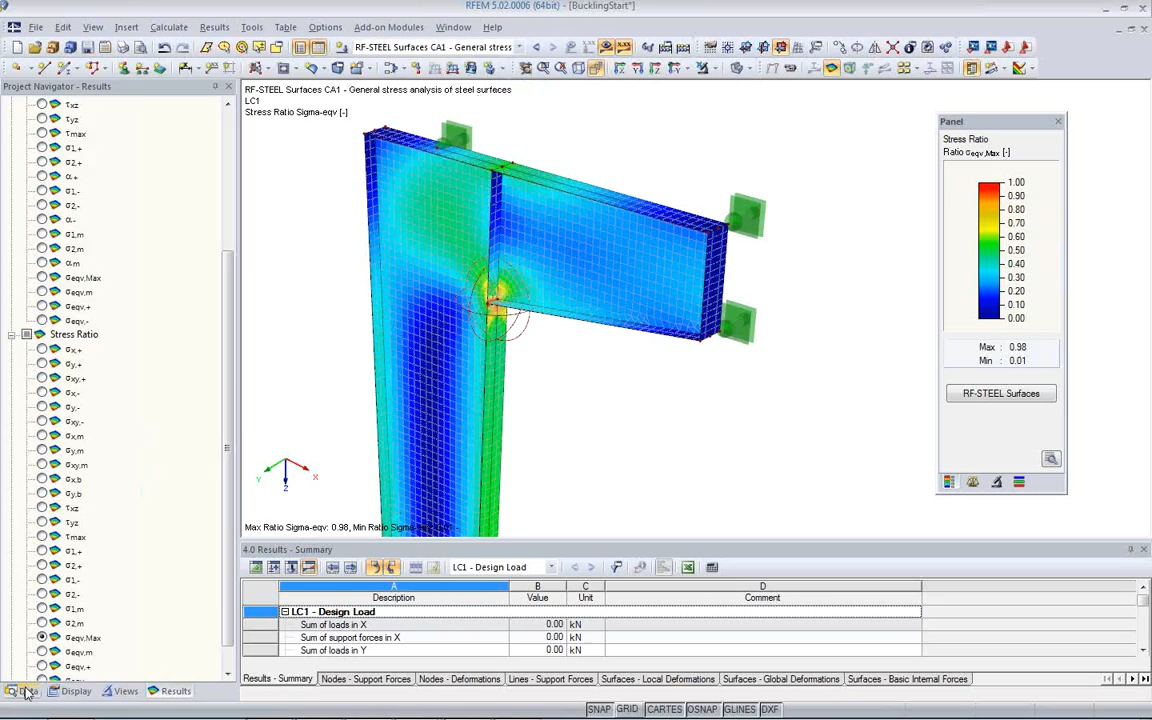 RFEM 5.02.0006 (64bit) - [BucklingStart*]
File Edit View Insert Calculate Results Tools Table Options Add-on Modules Window Help
RF-STEEL Surfaces CA1 - General stress
Project Navigator - Results
τxz
τyz
τmax
σ1,+
σ2,+
α,+
σ1,-
σ2,-
α,-
σ1,m
σ2,m
α,m
σeqv,Max
σeqv,m
σeqv,+
σeqv,-
Stress Ratio
σx,+
σy,+
σxy,+
σx,-
σy,-
σxy,-
σx,m
σy,m
σxy,m
σx,b
σy,b
τxz
τyz
τmax
σ1,+
σ2,+
σ1,-
σ2,-
σ1,m
σ2,m
σeqv,Max
σeqv,m
σeqv,+
Data Display Views Results
RF-STEEL Surfaces CA1 - General stress analysis of steel surfaces
LC1
Stress Ratio Sigma-eqv [-]
Y X Z
Max Ratio Sigma-eqv: 0.98, Min Ratio Sigma-eqv
Panel
Stress Ratio
Ratio σeqv,Max [-]
1.00
0.90
0.80
0.70
0.60
0.50
0.40
0.30
0.20
0.10
0.00
Max : 0.98
Min : 0.01
RF-STEEL Surfaces
4.0 Results - Summary
LC1 - Design Load
A B C D
Description Value Unit Comment
LC1 - Design Load
Sum of loads in X 0.00 kN
Sum of support forces in X 0.00 kN
Sum of loads in Y 0.00 kN
Results - Summary Nodes - Support Forces Nodes - Deformations Lines - Support Forces Surfaces - Local Deformations Surfaces - Global Deformations Surfaces - Basic Internal Forces
SNAP GRID CARTES OSNAP GLINES DXF